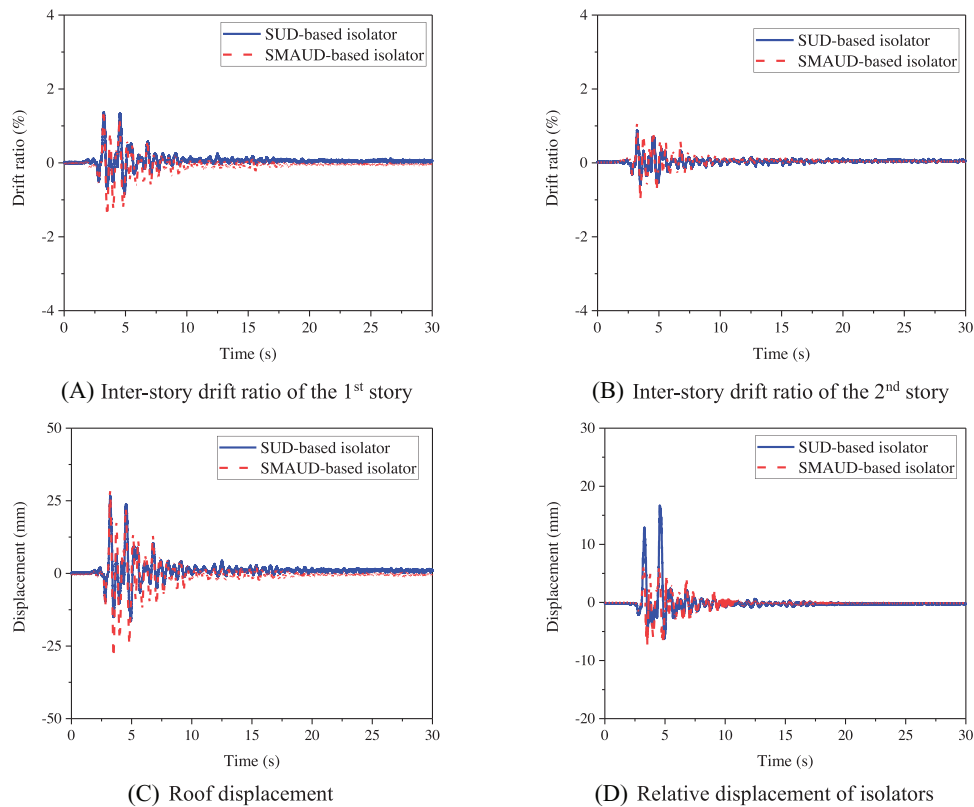 4
2
0
-2
-4
Drift ratio (%)
SUD-based isolator
SMAUD-based isolator
0 5 10 15 20 25 30
Time (s)
(A) Inter-story drift ratio of the 1st story
4
2
0
-2
-4
Drift ratio (%)
SUD-based isolator
SMAUD-based isolator
0 5 10 15 20 25 30
Time (s)
(B) Inter-story drift ratio of the 2nd story
50
25
0
-25
-50
Displacement (mm)
SUD-based isolator
SMAUD-based isolator
0 5 10 15 20 25 30
Time (s)
(C) Roof displacement
30
20
10
0
-10
-20
Displacement (mm)
SUD-based isolator
SMAUD-based isolator
0 5 10 15 20 25 30
Time (s)
(D) Relative displacement of isolators